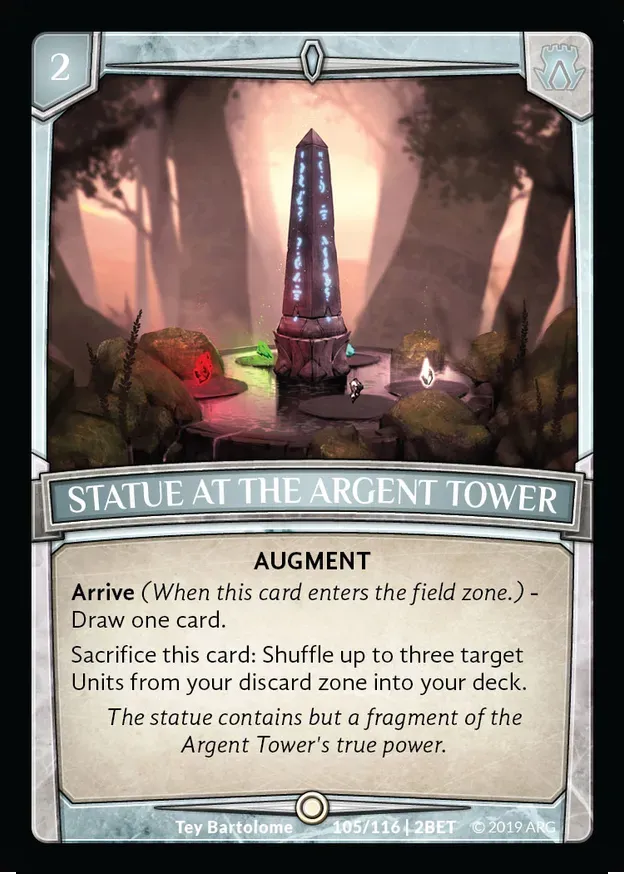 2
STATUE AT THE ARGENT TOWER
AUGMENT
Arrive (When this card enters the field zone.) -
Draw one card.
Sacrifice this card: Shuffle up to three target
Units from your discard zone into your deck.
The statue contains but a fragment of the
Argent Tower's true power.
Tey Bartolome 105/116 | 2BET © 2019 ARG